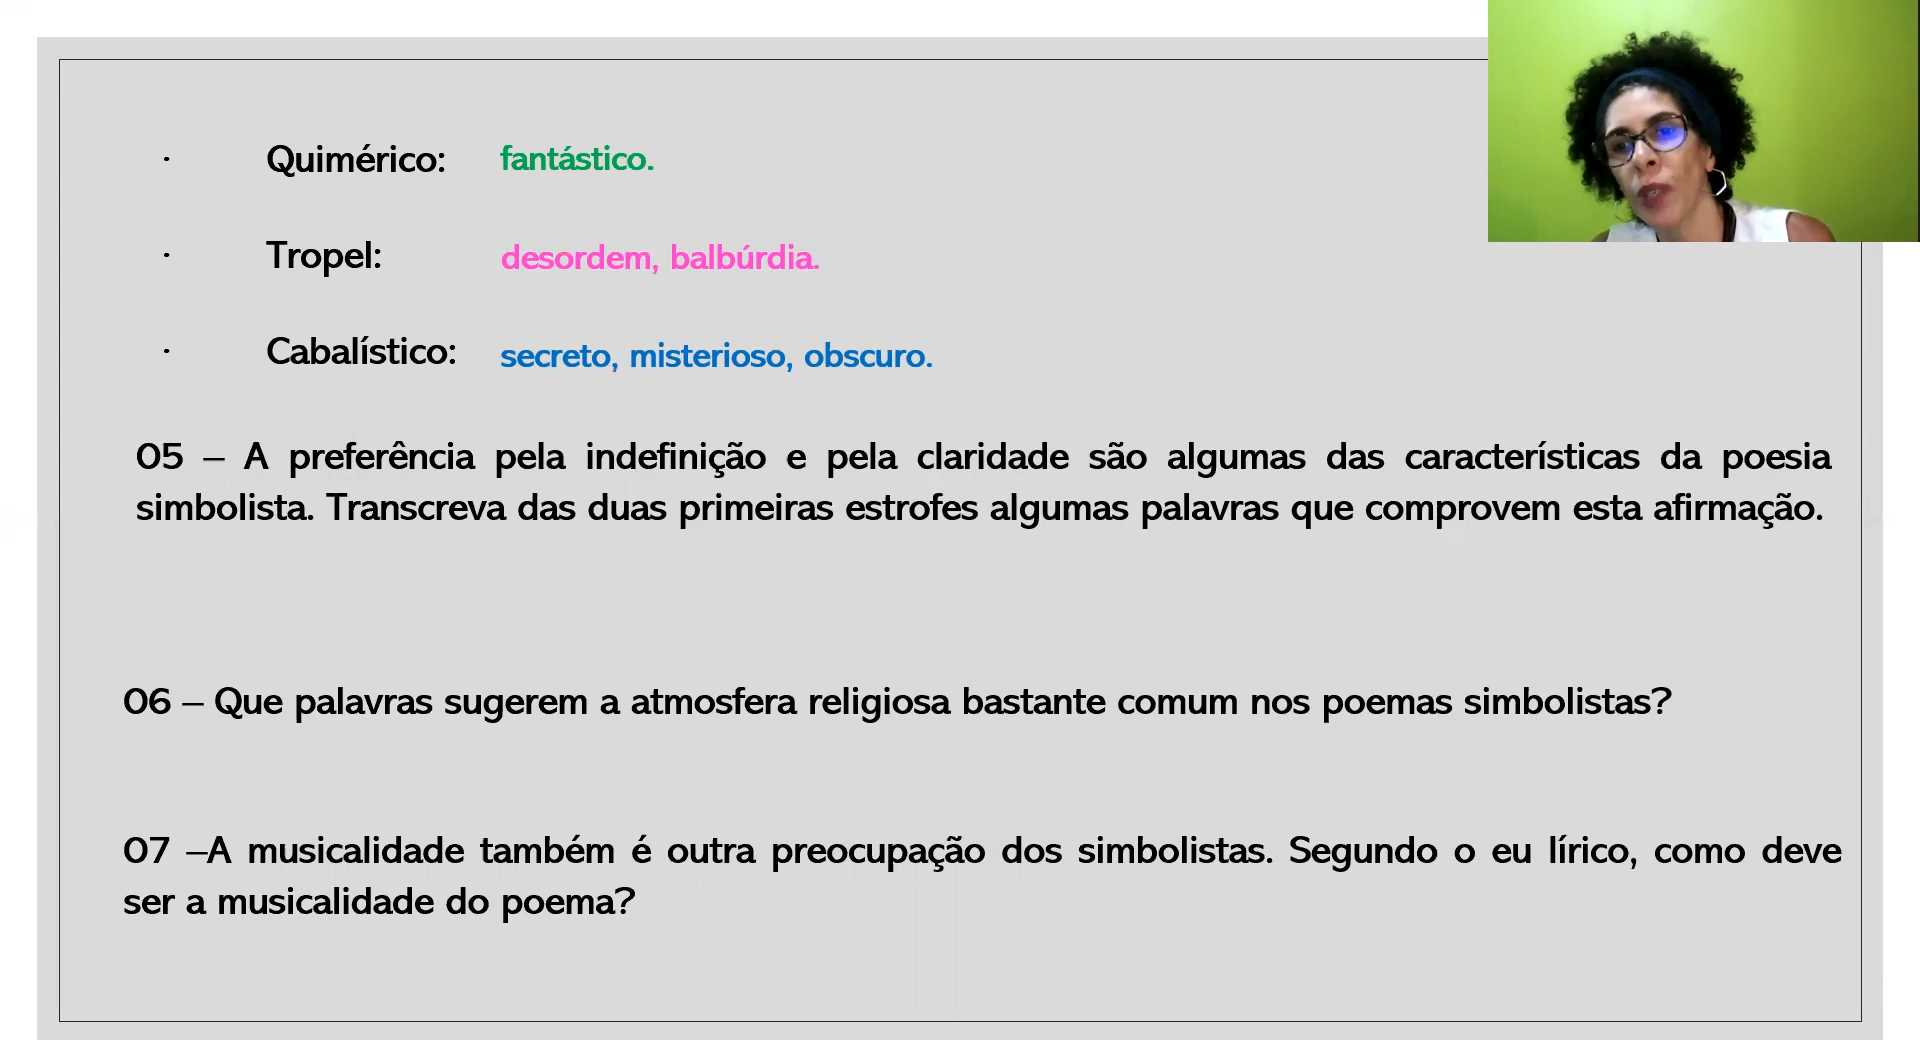 · Quimérico: fantástico.
· Tropel: desordem, balbúrdia.
· Cabalístico: secreto, misterioso, obscuro.
05 – A preferência pela indefinição e pela claridade são algumas das características da poesia
simbolista. Transcreva das duas primeiras estrofes algumas palavras que comprovem esta afirmação.
06 – Que palavras sugerem a atmosfera religiosa bastante comum nos poemas simbolistas?
07 –A musicalidade também é outra preocupação dos simbolistas. Segundo o eu lírico, como deve
ser a musicalidade do poema?